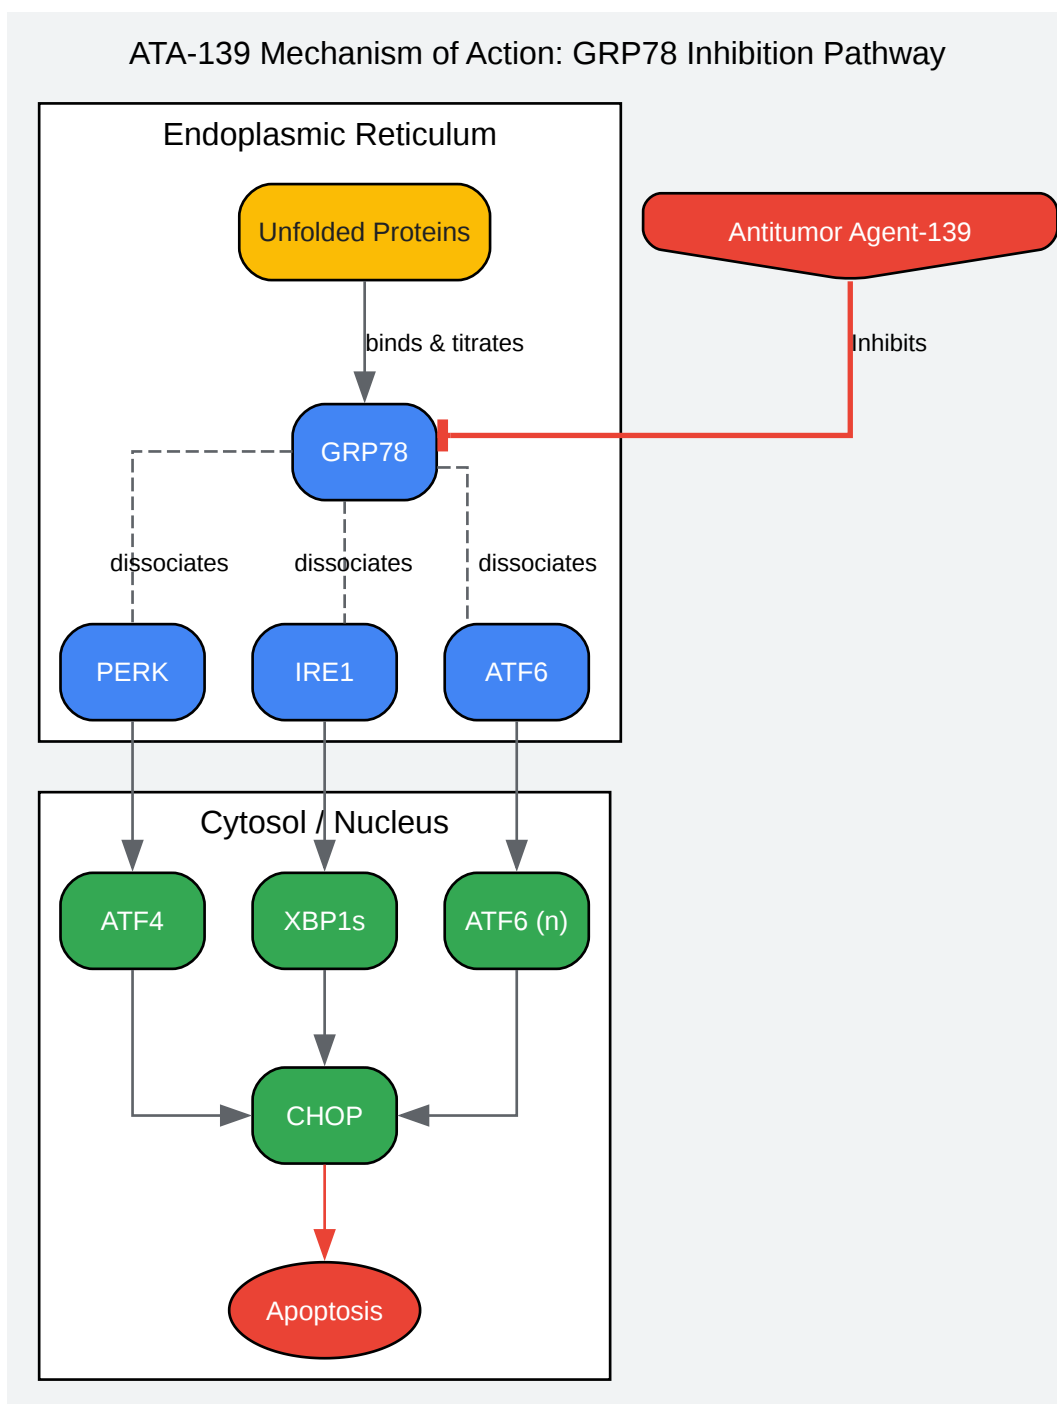 ATA-139 Mechanism of Action: GRP78 Inhibition Pathway
Endoplasmic Reticulum
Unfolded Proteins
Antitumor Agent-139
binds & titrates
Inhibits
GRP78
dissociates
dissociates
dissociates
PERK
IRE1
ATF6
Cytosol / Nucleus
ATF4
XBP1s
ATF6 (n)
CHOP
Apoptosis